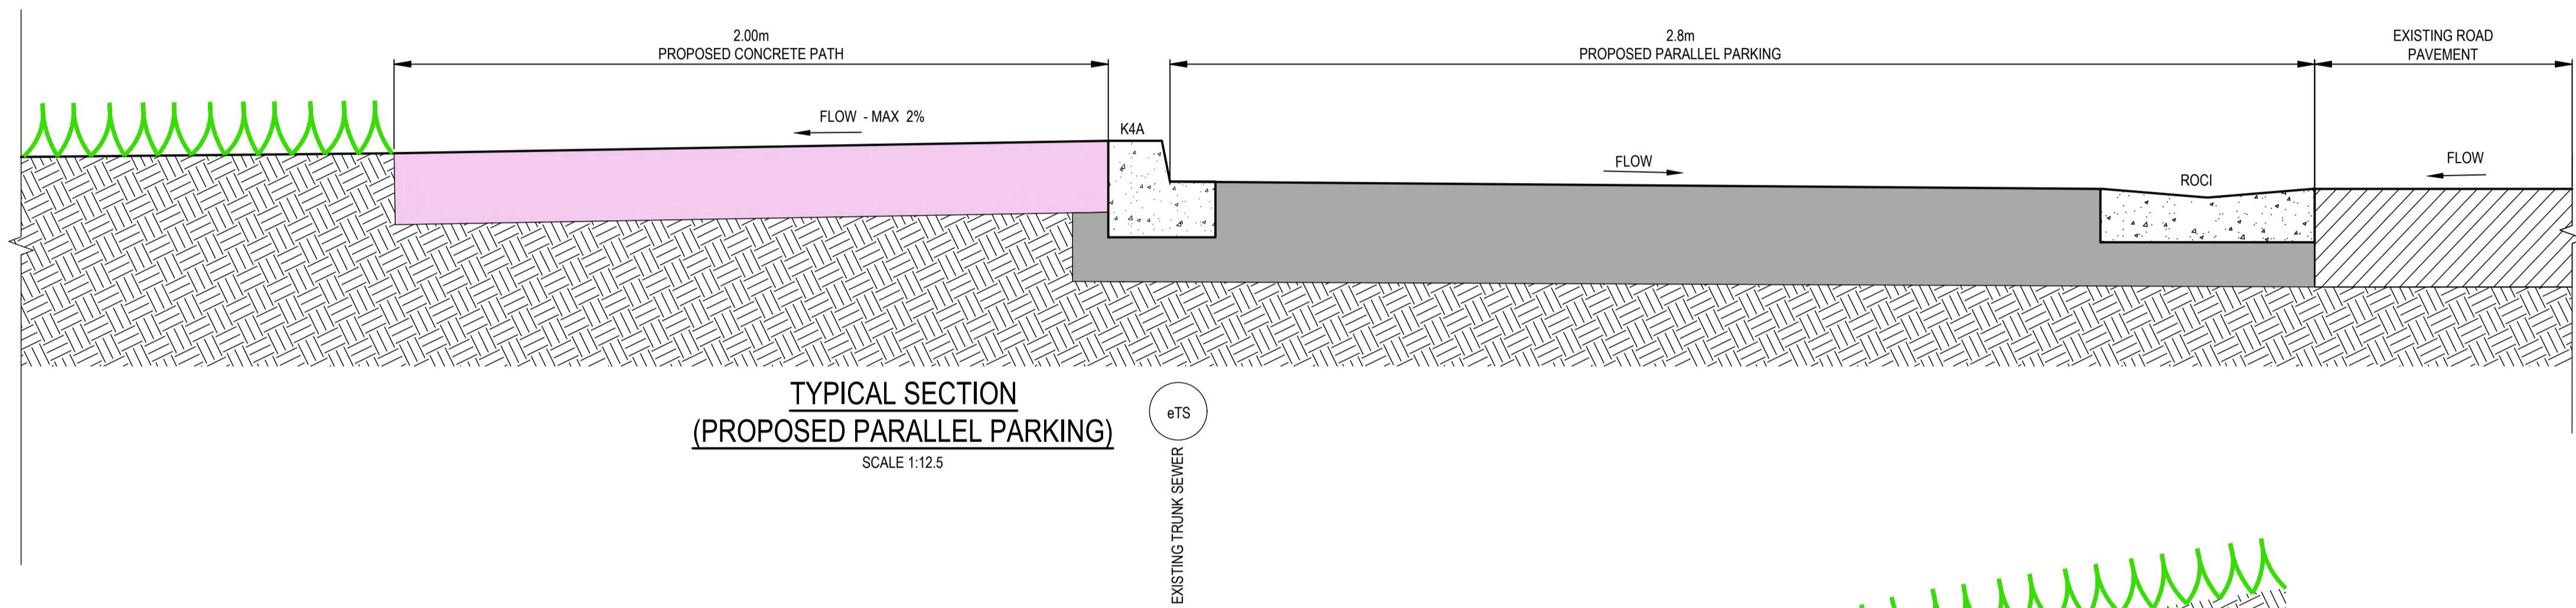 2.00m
PROPOSED CONCRETE PATH
2.8m
PROPOSED PARALLEL PARKING
EXISTING ROAD
PAVEMENT
FLOW - MAX 2%
K4A
FLOW
ROCI
FLOW
TYPICAL SECTION
(PROPOSED PARALLEL PARKING)
SCALE 1:12.5
eTS
EXISTING TRUNK SEWER